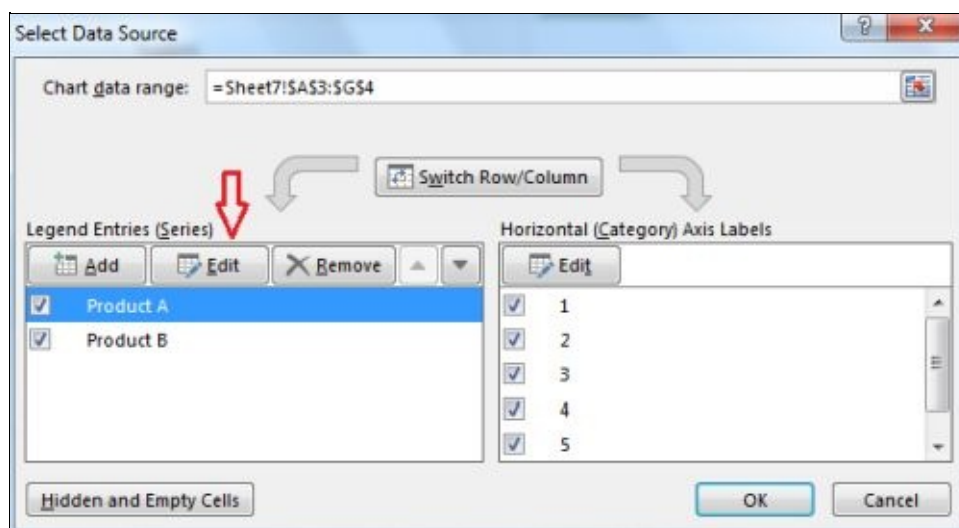 Select Data Source
Chart data range: =Sheet7!$A$3:$G$4
Switch Row/Column
Legend Entries (Series)
Add Edit Remove
Product A
Product B
Horizontal (Category) Axis Labels
Edit
1
2
3
4
5
Hidden and Empty Cells
OK Cancel